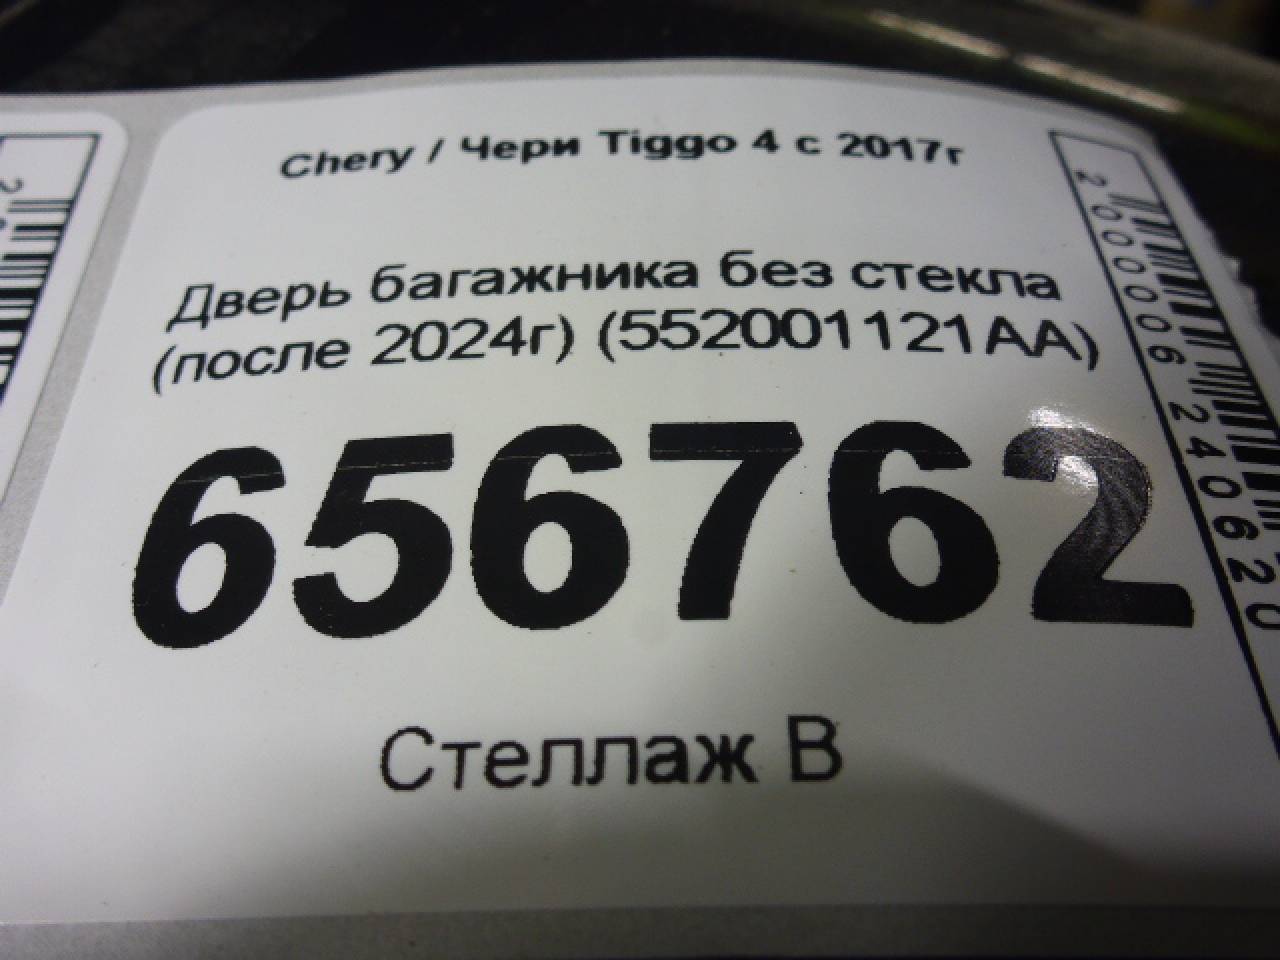 Chery / Чери Tiggo 4 с 2017г
Дверь багажника без стекла
(после 2024г) (552001121AA)
656762
Стеллаж В
2000006240620